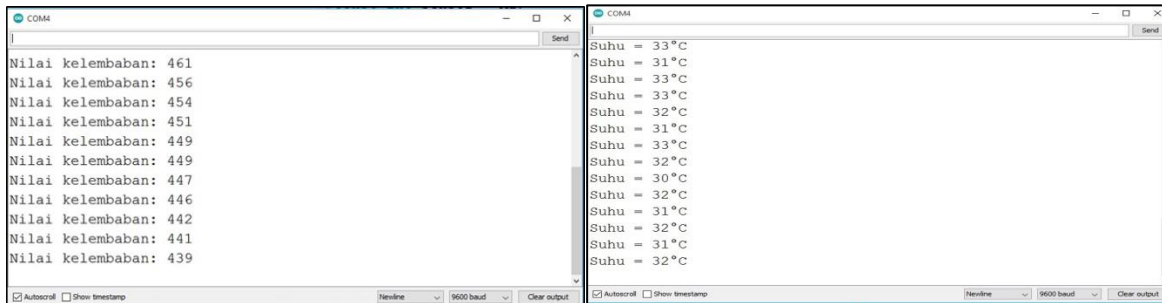 COM4
Send
Nilai kelembaban: 461
Nilai kelembaban: 456
Nilai kelembaban: 454
Nilai kelembaban: 451
Nilai kelembaban: 449
Nilai kelembaban: 449
Nilai kelembaban: 447
Nilai kelembaban: 446
Nilai kelembaban: 442
Nilai kelembaban: 441
Nilai kelembaban: 439
Autoscroll Show timestamp Newline 9600 baud Clear output
COM4
Send
Suhu = 33°C
Suhu = 31°C
Suhu = 33°C
Suhu = 33°C
Suhu = 32°C
Suhu = 31°C
Suhu = 33°C
Suhu = 32°C
Suhu = 30°C
Suhu = 32°C
Suhu = 31°C
Suhu = 32°C
Suhu = 31°C
Suhu = 32°C
Autoscroll Show timestamp Newline 9600 baud Clear output